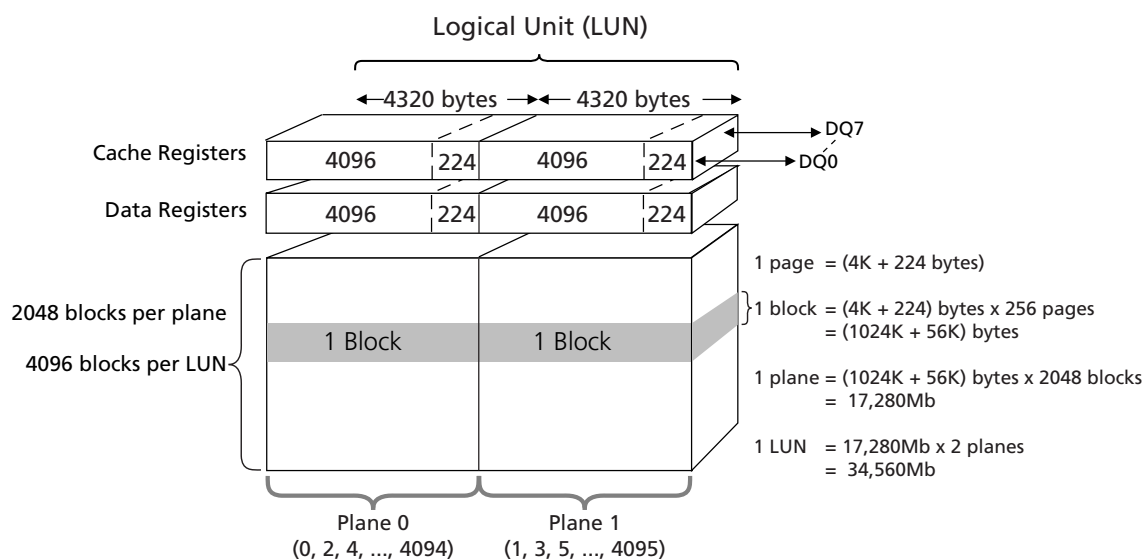 Logical Unit (LUN)
4320 bytes 4320 bytes
DQ7
Cache Registers 4096 224 4096 224 DQ0
Data Registers 4096 224 4096 224
1 page = (4K + 224 bytes)
2048 blocks per plane
4096 blocks per LUN
1 Block 1 Block
1 block = (4K + 224) bytes x 256 pages
= (1024K + 56K) bytes
1 plane = (1024K + 56K) bytes x 2048 blocks
= 17,280Mb
1 LUN = 17,280Mb x 2 planes
= 34,560Mb
Plane 0
(0, 2, 4, ..., 4094)
Plane 1
(1, 3, 5, ..., 4095)